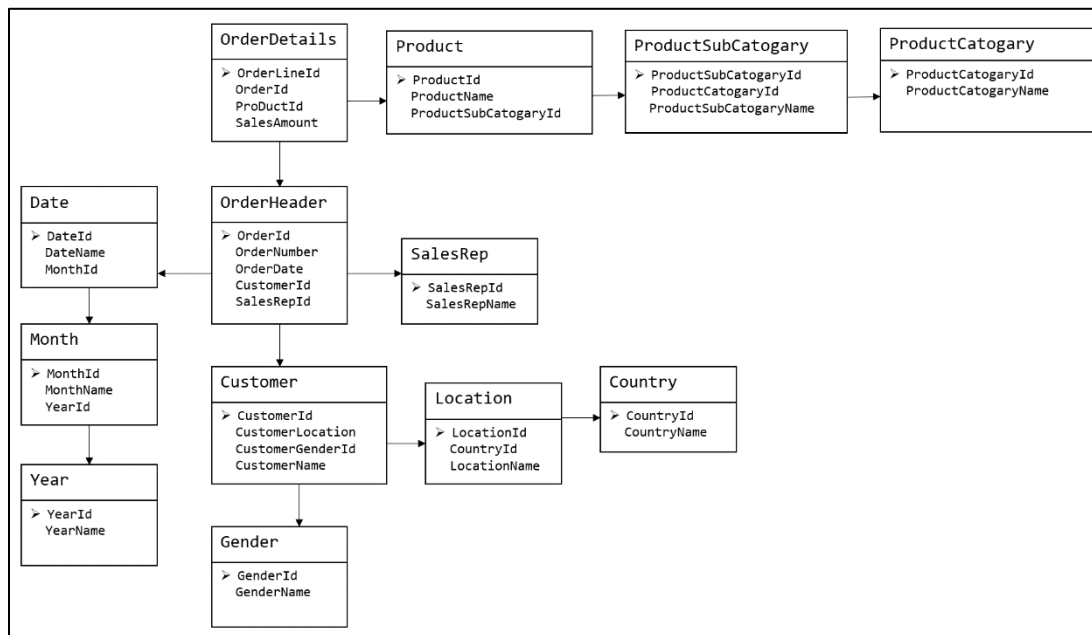 OrderDetails
OrderLineId
OrderId
ProDuctId
SalesAmount
Product
ProductId
ProductName
ProductSubCatogaryId
ProductSubCatogary
ProductSubCatogaryId
ProductCatogaryId
ProductSubCatogaryName
ProductCatogary
ProductCatogaryId
ProductCatogaryName
Date
DateId
DateName
MonthId
OrderHeader
OrderId
OrderNumber
OrderDate
CustomerId
SalesRepId
SalesRep
SalesRepId
SalesRepName
Month
MonthId
MonthName
YearId
Customer
CustomerId
CustomerLocation
CustomerGenderId
CustomerName
Location
LocationId
CountryId
LocationName
Country
CountryId
CountryName
Year
YearId
YearName
Gender
GenderId
GenderName